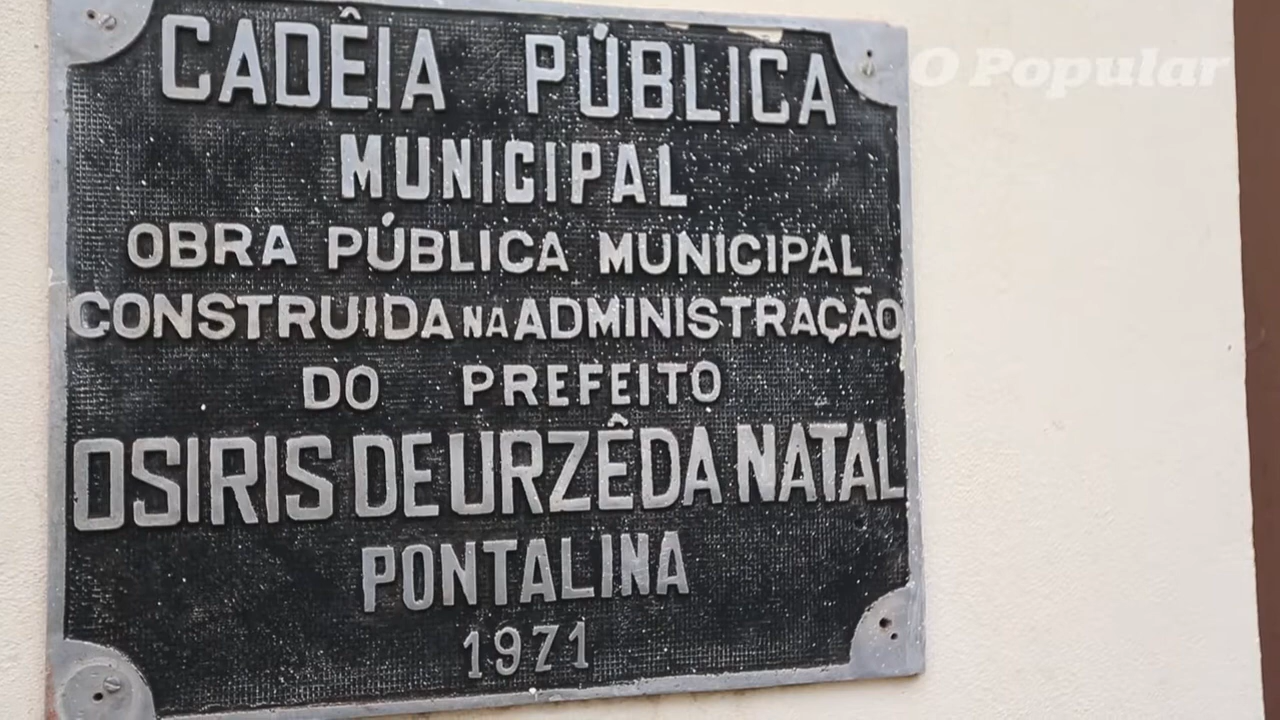 CADÊIA PÚBLICA
MUNICIPAL
OBRA PÚBLICA MUNICIPAL
CONSTRUIDA NA ADMINISTRAÇÃO
DO PREFEITO
OSIRIS DE URZÊDA NATAL
PONTALINA
1971
O Popular